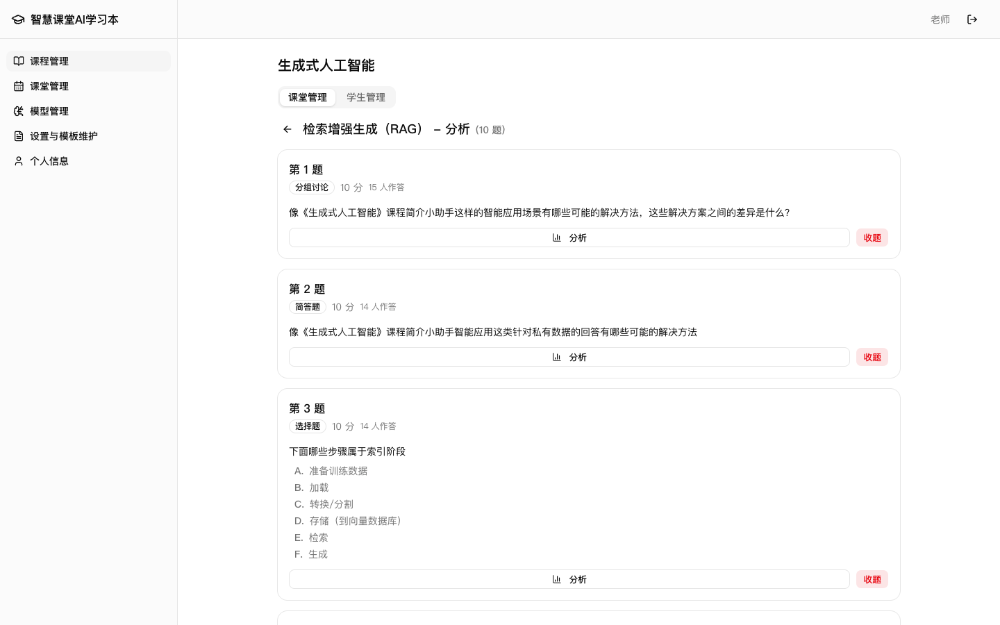 智慧课堂AI学习本
老师
课程管理
课堂管理
模型管理
设置与模板维护
个人信息
生成式人工智能
课堂管理 学生管理
检索增强生成（RAG） – 分析 (10 题)
第 1 题
分组讨论 10 分 15 人作答
像《生成式人工智能》课程简介小助手这样的智能应用场景有哪些可能的解决方法，这些解决方案之间的差异是什么？
分析 收题
第 2 题
简答题 10 分 14 人作答
像《生成式人工智能》课程简介小助手智能应用这类针对私有数据的回答有哪些可能的解决方法
分析 收题
第 3 题
选择题 10 分 14 人作答
下面哪些步骤属于索引阶段
A. 准备训练数据
B. 加载
C. 转换/分割
D. 存储（到向量数据库）
E. 检索
F. 生成
分析 收题